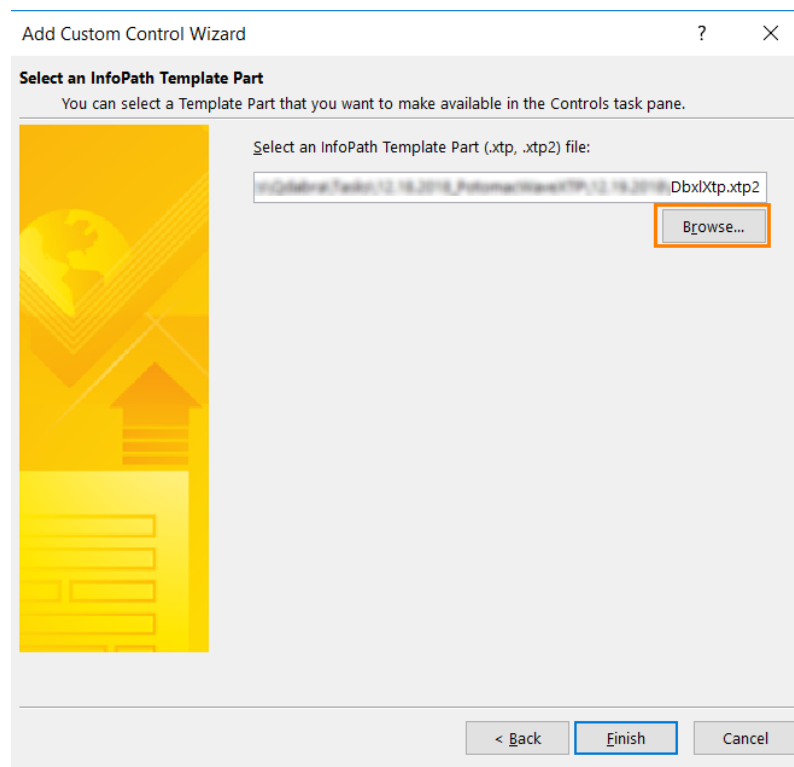 Add Custom Control Wizard ?
Select an InfoPath Template Part
You can select a Template Part that you want to make available in the Controls task pane.
Select an InfoPath Template Part (.xtp, .xtp2) file:
DbxlXtp.xtp2
Browse...
< Back Finish Cancel